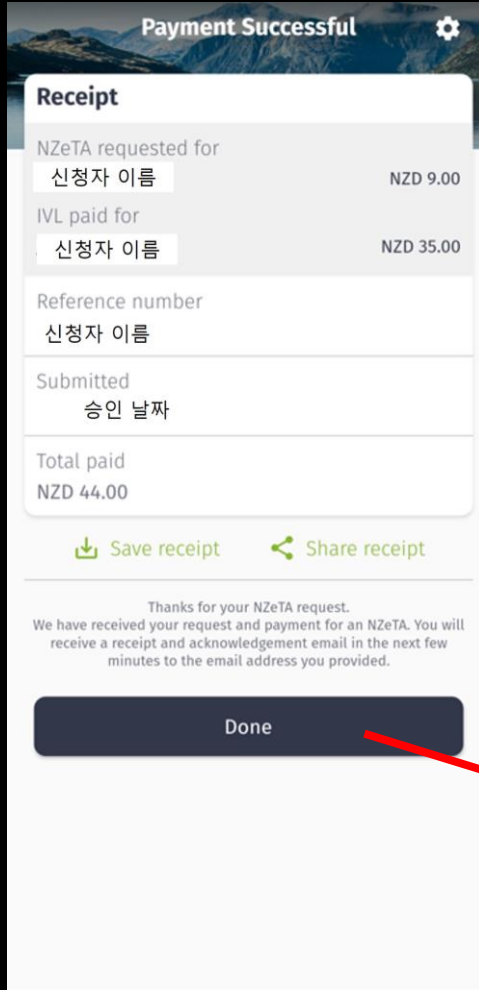 Payment Successful
Receipt
NZeTA requested for
신청자 이름
NZD 9.00
IVL paid for
신청자 이름
NZD 35.00
Reference number
신청자 이름
Submitted
승인 날짜
Total paid
NZD 44.00
Save receipt
Share receipt
Thanks for your NZeTA request.
We have received your request and payment for an NZeTA. You will
receive a receipt and acknowledgement email in the next few
minutes to the email address you provided.
Done